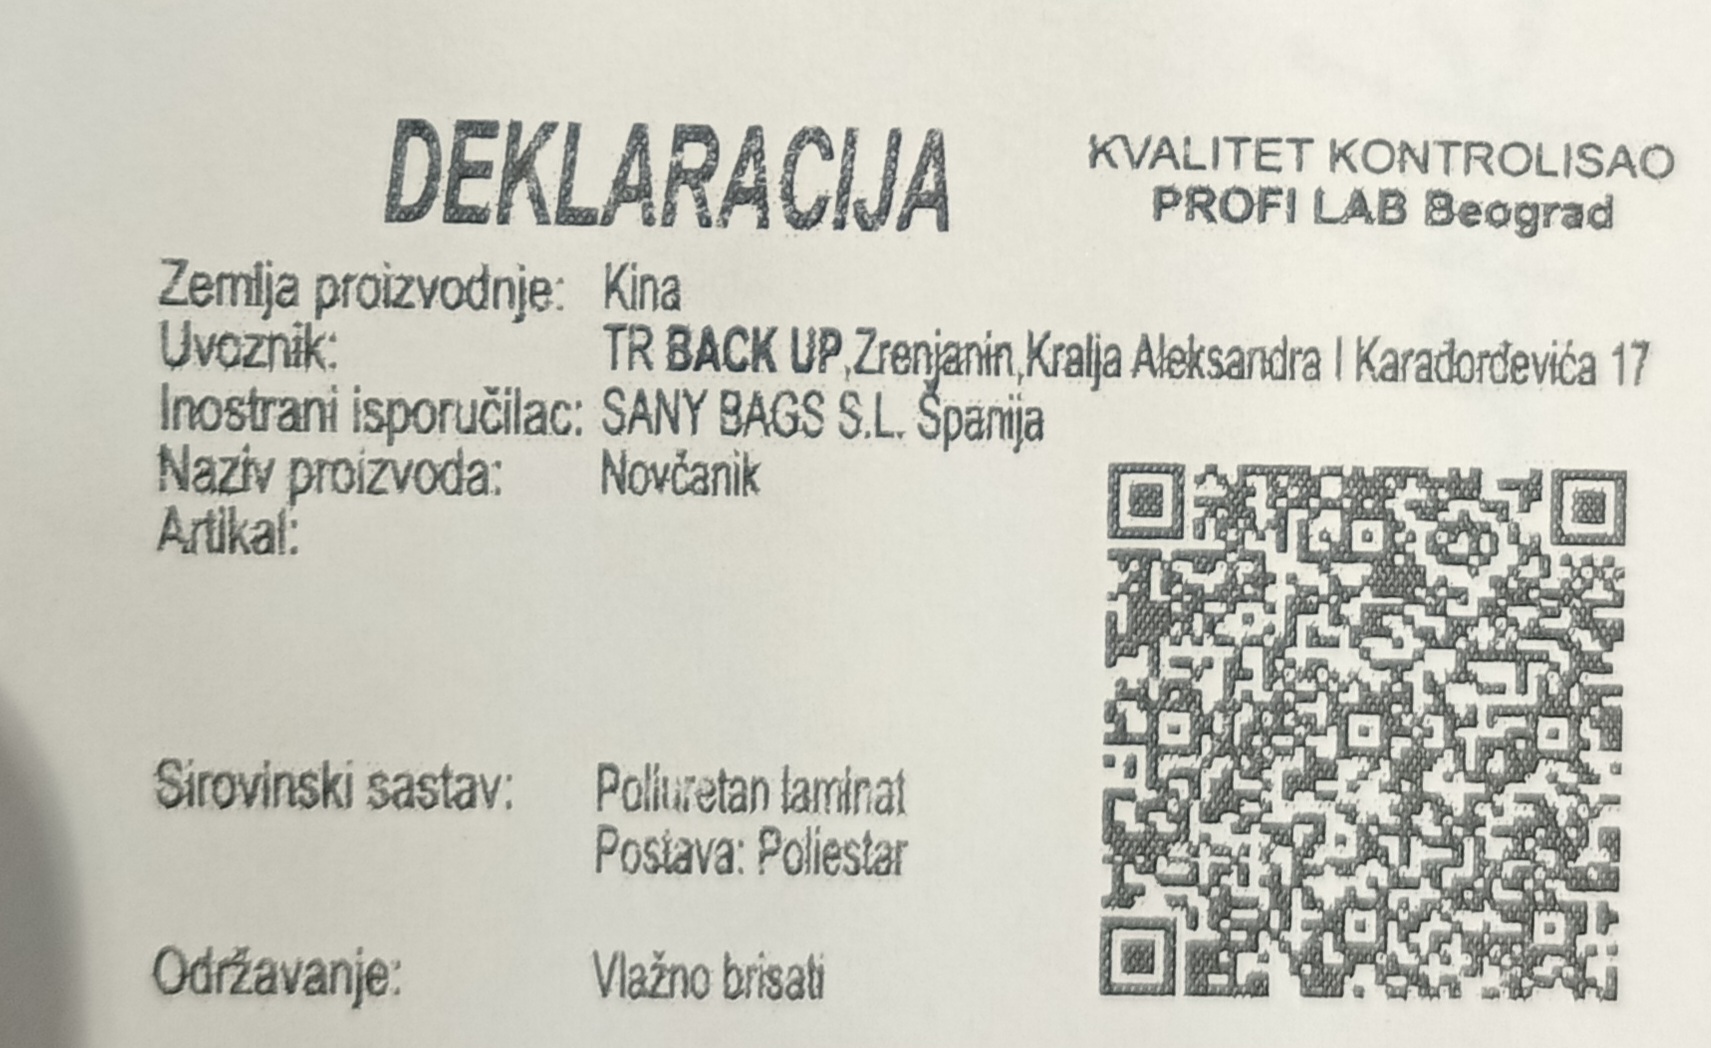 DEKLARACIJA
KVALITET KONTROLISAO
PROFI LAB Beograd
Zemlja proizvodnje: Kina
Uvoznik: TR BACK UP,Zrenjanin,Kralja Aleksandra I Karađorđevića 17
Inostrani isporučilac: SANY BAGS S.L. Španija
Naziv proizvoda: Novčanik
Artikal:
Sirovinski sastav: Poliuretan laminat
Postava: Poliestar
Održavanje: Vlažno brisati